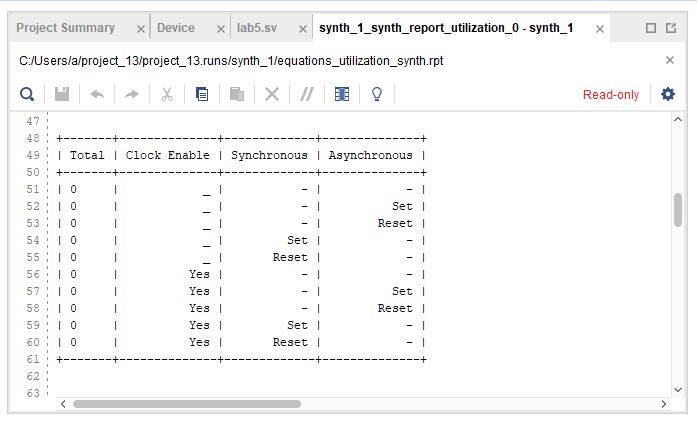 Project Summary × Device × lab5.sv × synth_1_synth_report_utilization_0 - synth_1 ×
C:/Users/a/project_13/project_13.runs/synth_1/equations_utilization_synth.rpt ×
Read-only
47
48 +-------+--------------+-------------+--------------+
49 | Total | Clock Enable | Synchronous | Asynchronous |
50 +-------+--------------+-------------+--------------+
51 | 0     |            _ |           - |            - |
52 | 0     |            _ |           - |          Set |
53 | 0     |            _ |           - |        Reset |
54 | 0     |            _ |         Set |            - |
55 | 0     |            _ |       Reset |            - |
56 | 0     |          Yes |           - |            - |
57 | 0     |          Yes |           - |          Set |
58 | 0     |          Yes |           - |        Reset |
59 | 0     |          Yes |         Set |            - |
60 | 0     |          Yes |       Reset |            - |
61 +-------+--------------+-------------+--------------+
62
63